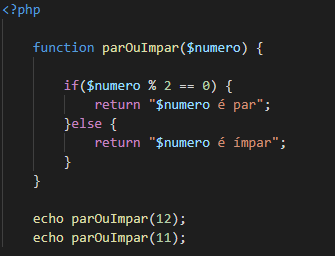 <?php
function parOuImpar($numero) {
if($numero % 2 == 0) {
return "$numero é par";
}else {
return "$numero é ímpar";
}
}
echo parOuImpar(12);
echo parOuImpar(11);